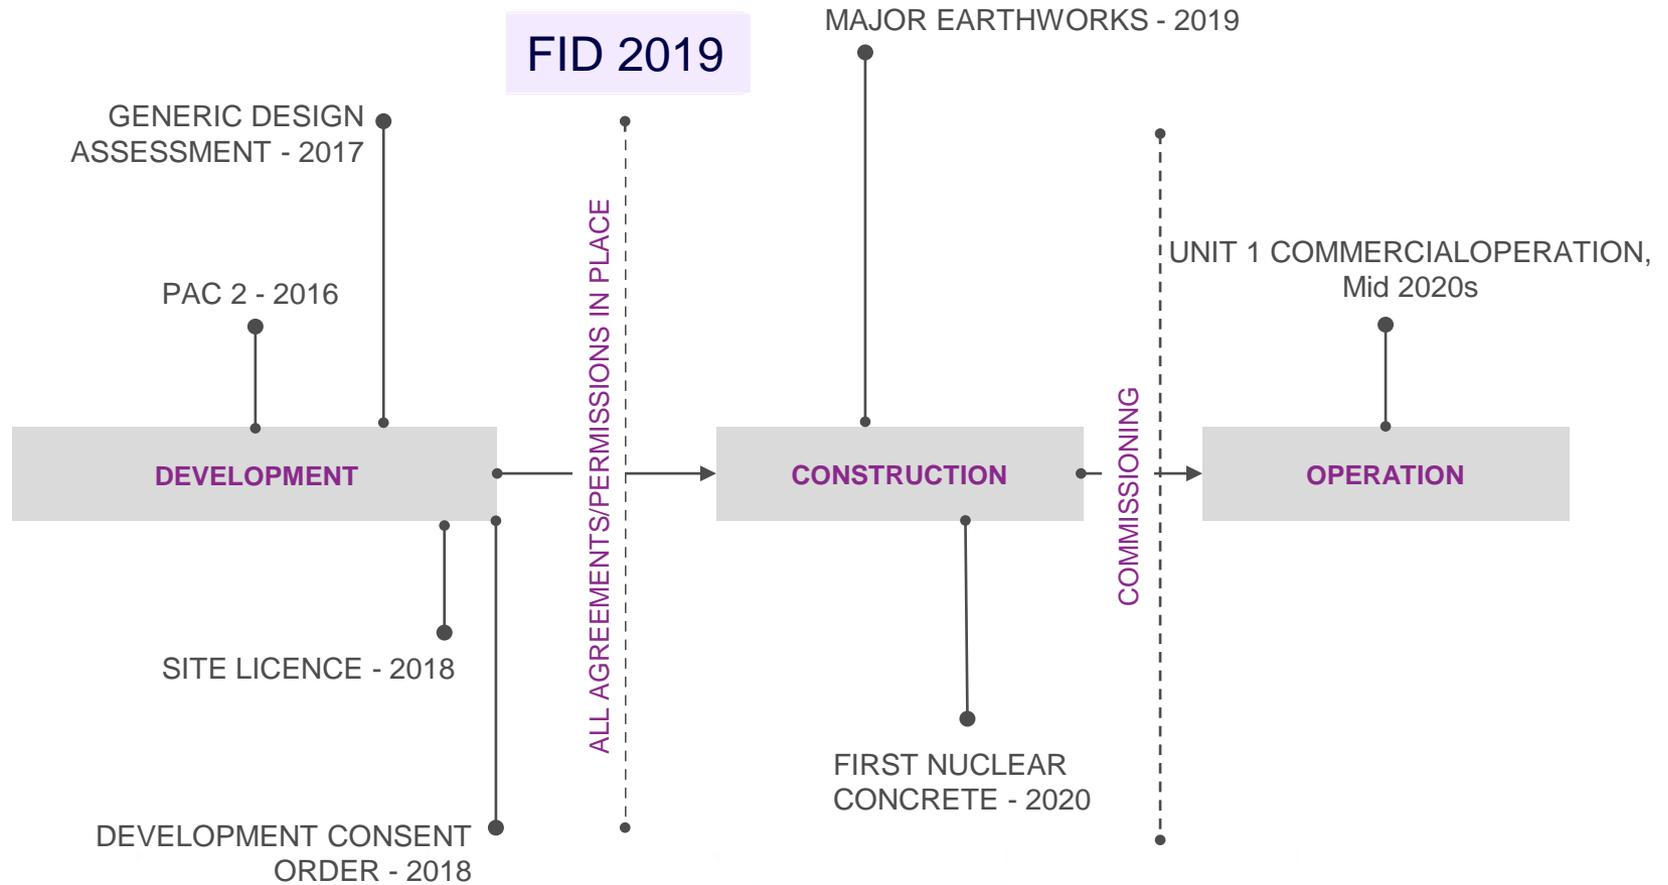 MAJOR EARTHWORKS - 2019
FID 2019
GENERIC DESIGN
ASSESSMENT - 2017
UNIT 1 COMMERCIALOPERATION,
Mid 2020s
PAC 2 - 2016
ALL AGREEMENTS/PERMISSIONS IN PLACE
COMMISSIONING
DEVELOPMENT
CONSTRUCTION
OPERATION
SITE LICENCE - 2018
FIRST NUCLEAR
CONCRETE - 2020
DEVELOPMENT CONSENT
ORDER - 2018